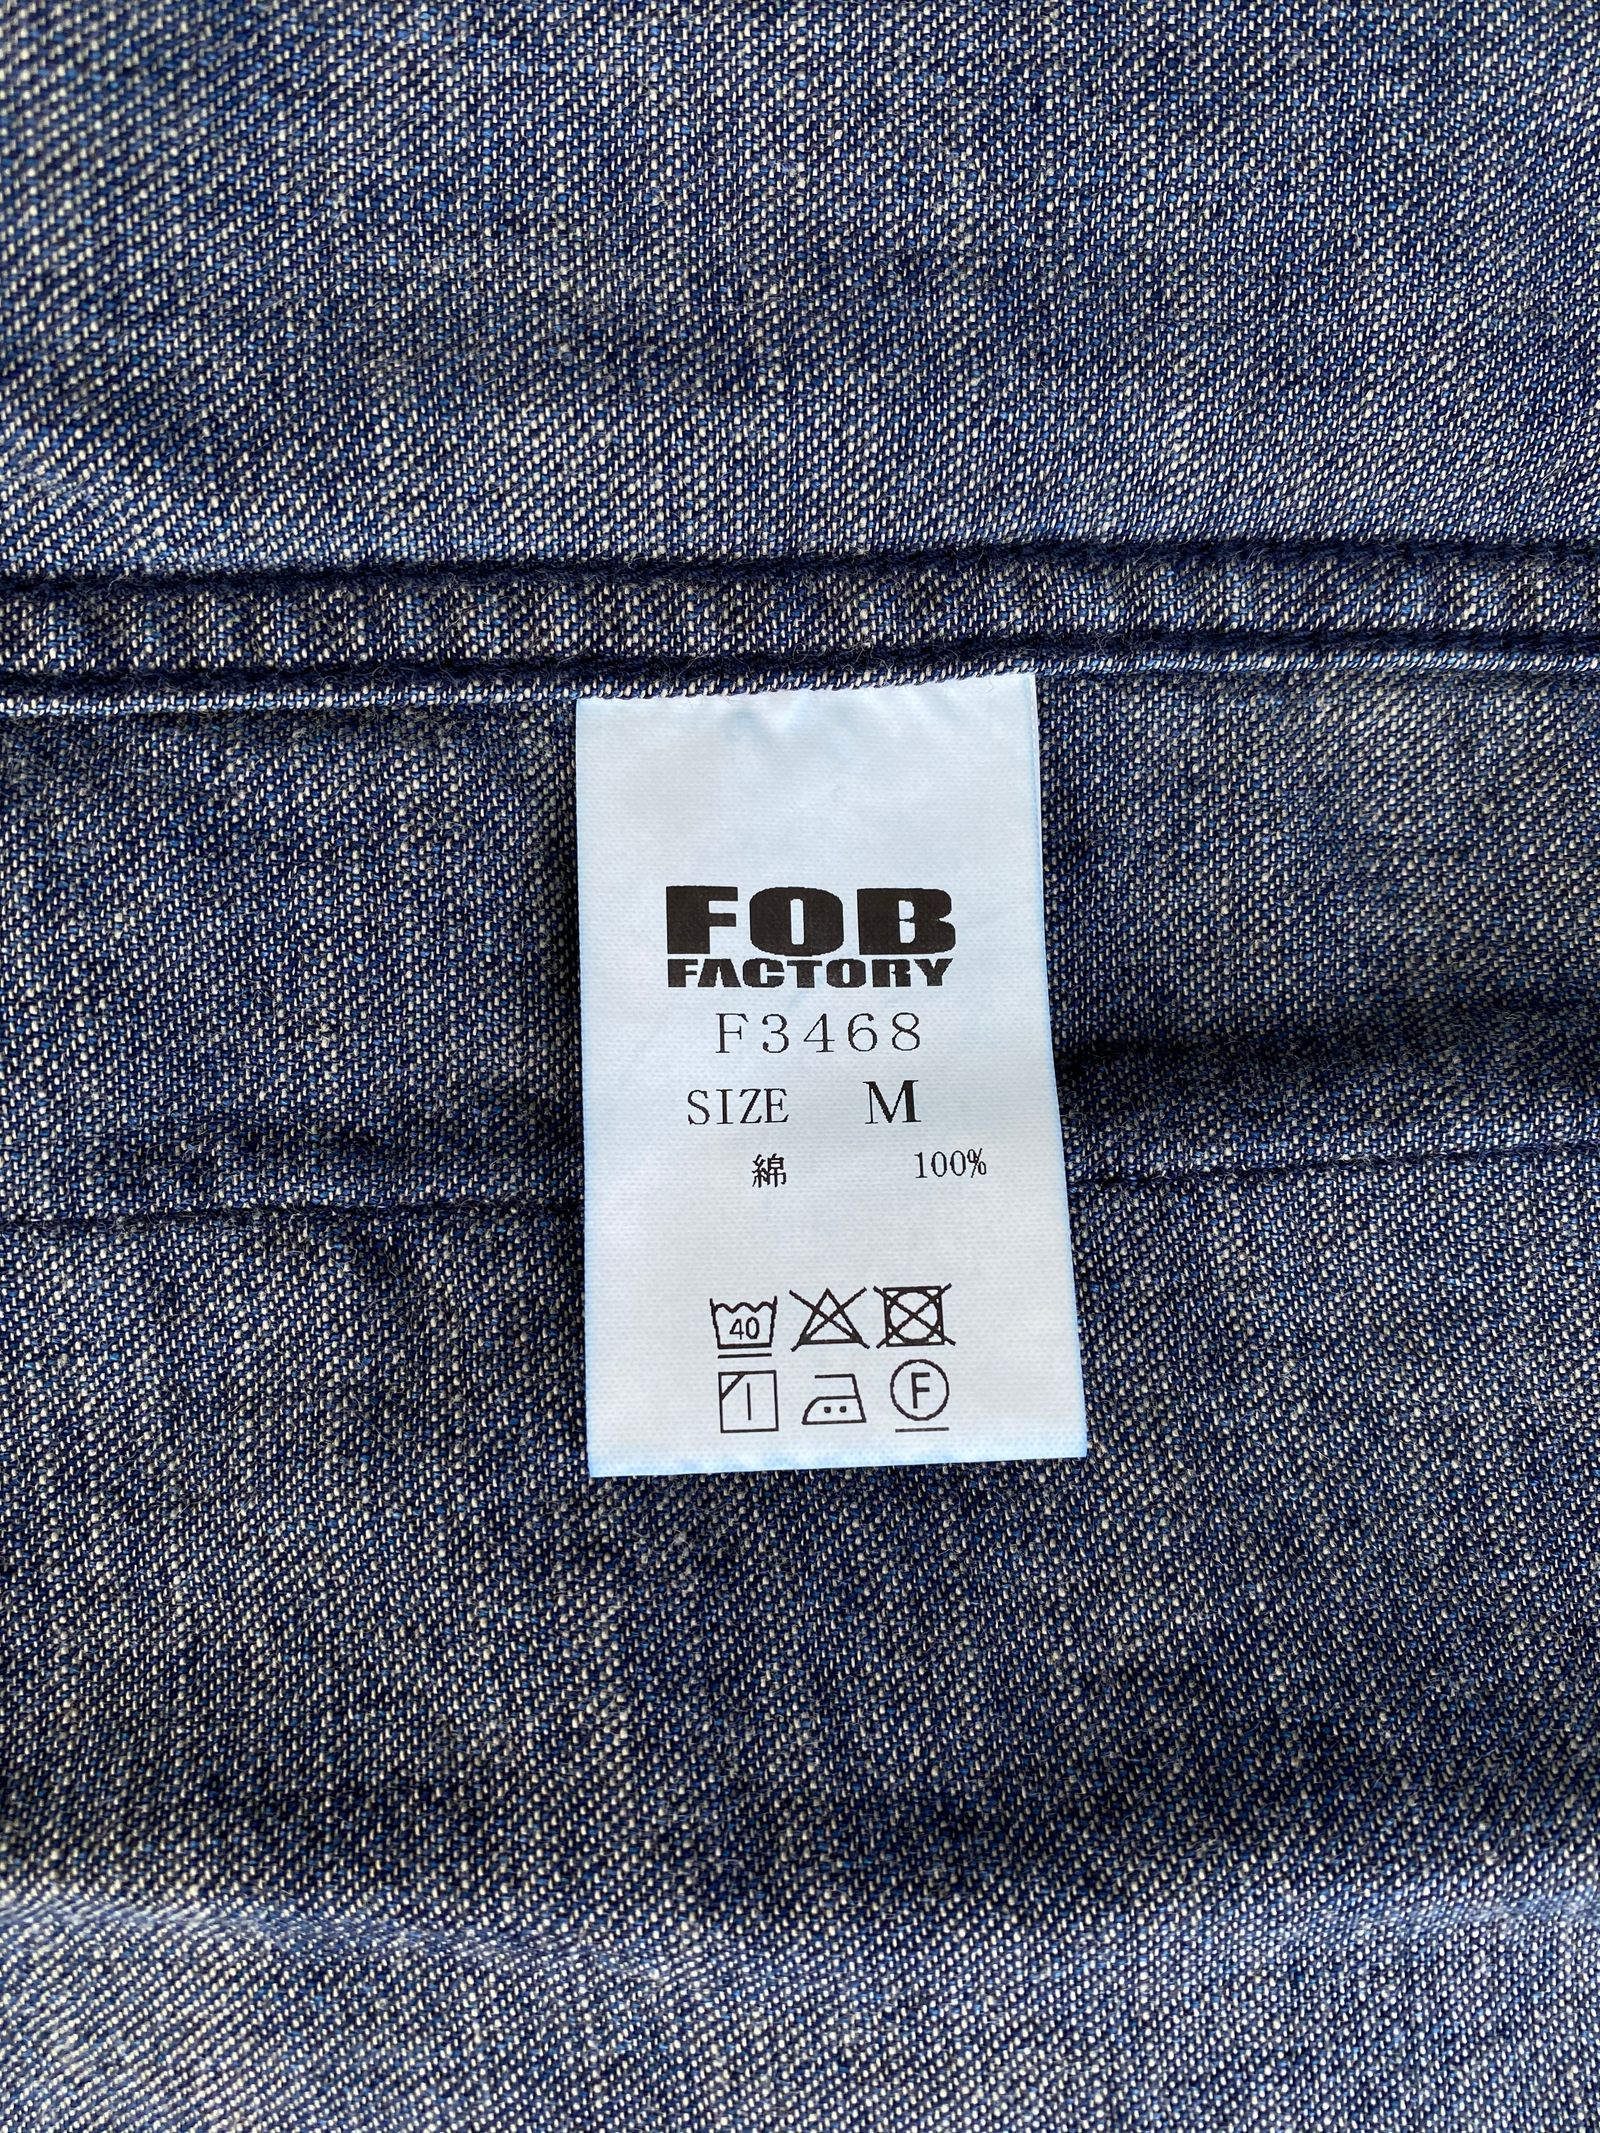 FOB
FACTORY
F3468
SIZE M
綿 100%
40
F